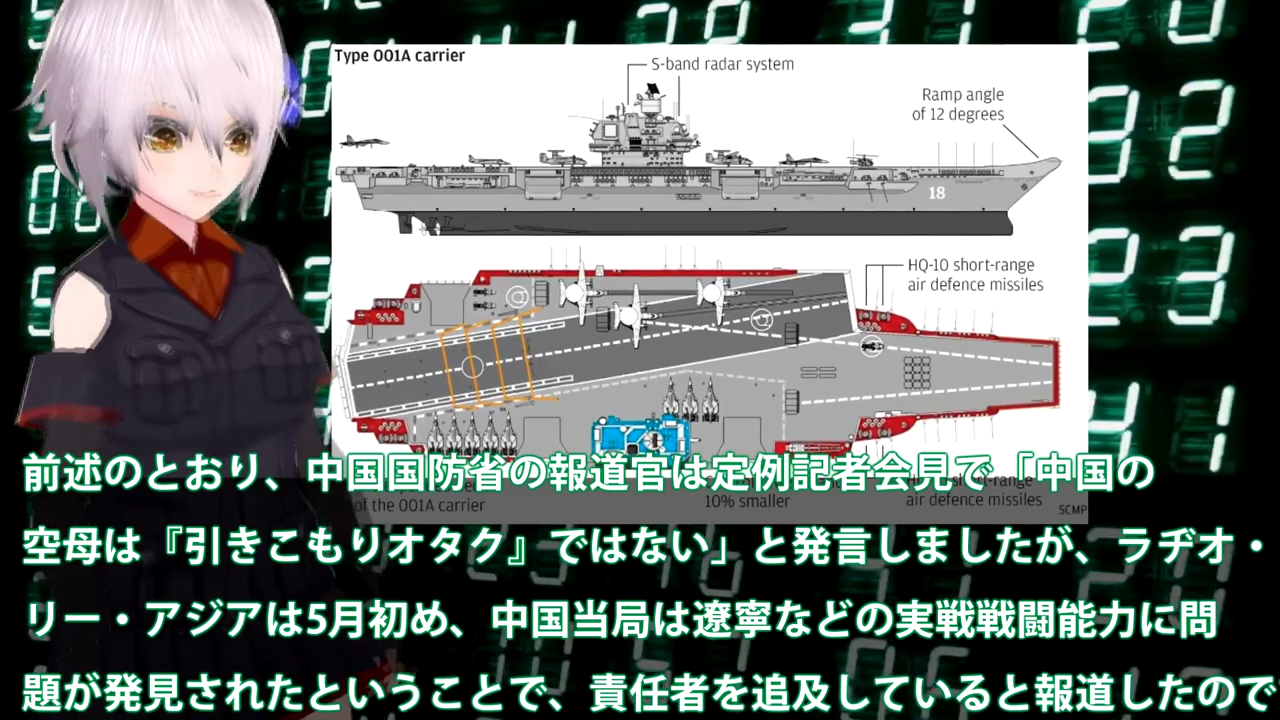 Type 001A carrier
S-band radar system
Ramp angle
of 12 degrees
18
HQ-10 short-range
air defence missiles
of the 001A carrier
10% smaller
air defence missiles
SCMP
前述のとおり、中国国防省の報道官は定例記者会見で「中国の
空母は『引きこもりオタク』ではない」と発言しましたが、ラヂオ・
リー・アジアは5月初め、中国当局は遼寧などの実戦戦闘能力に問
題が発見されたということで、責任者を追及していると報道したので